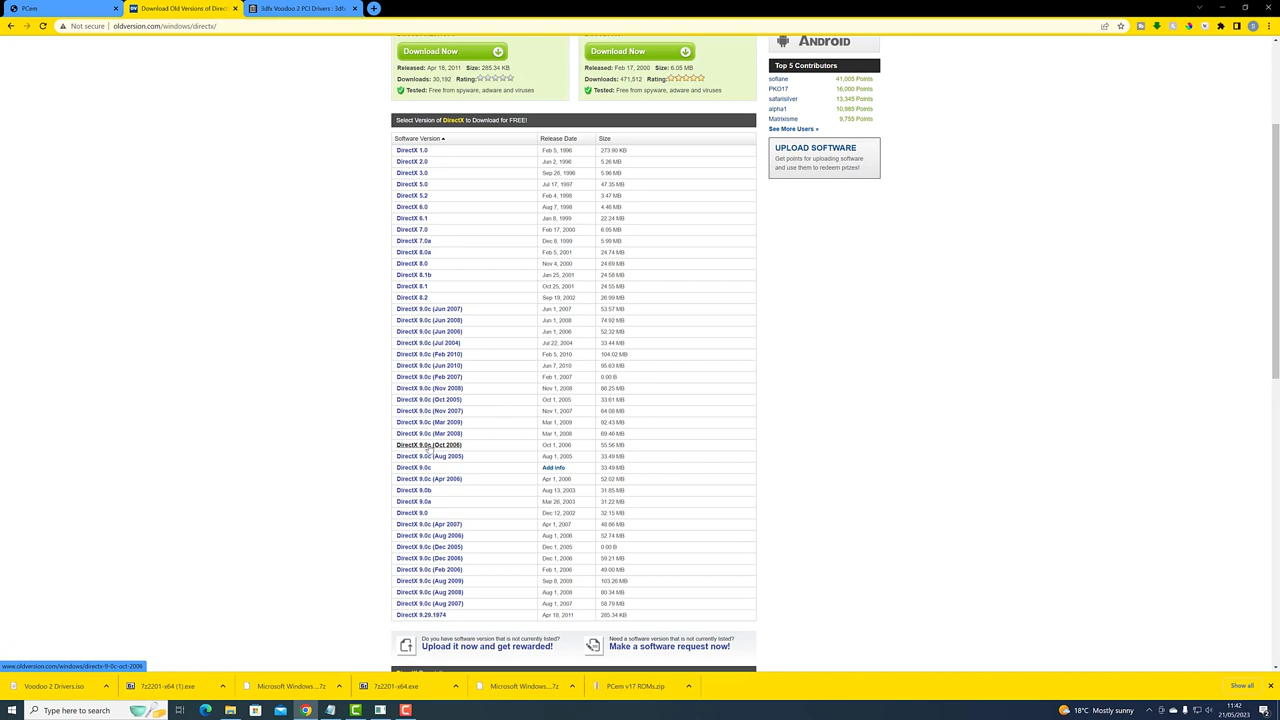 PCem
Download Old Versions of Direct
3dfx Voodoo 2 PCI Drivers : 3dfx
Not secure
oldversion.com/windows/directx/
Download Now
Released: Apr 18, 2011 Size: 285.34 KB
Downloads: 30,192 Rating:
Tested: Free from spyware, adware and viruses
Download Now
Released: Feb 17, 2000 Size: 6.05 MB
Downloads: 471,512 Rating:
Tested: Free from spyware, adware and viruses
ANDROID
Top 5 Contributors
sofiane 41,005 Points
PKO17 16,000 Points
safarisilver 13,345 Points
alpha1 10,985 Points
Matrixisme 9,755 Points
See More Users »
UPLOAD SOFTWARE
Get points for uploading software
and use them to redeem prizes!
Select Version of DirectX to Download for FREE!
Software Version Release Date Size
DirectX 1.0 Feb 5, 1996 273.90 KB
DirectX 2.0 Jun 2, 1996 5.26 MB
DirectX 3.0 Sep 26, 1996 5.96 MB
DirectX 5.0 Jul 17, 1997 47.35 MB
DirectX 5.2 Feb 4, 1998 3.47 MB
DirectX 6.0 Aug 7, 1998 4.46 MB
DirectX 6.1 Jan 8, 1999 22.24 MB
DirectX 7.0 Feb 17, 2000 6.05 MB
DirectX 7.0a Dec 8, 1999 5.99 MB
DirectX 8.0a Feb 5, 2001 24.74 MB
DirectX 8.0 Nov 4, 2000 24.69 MB
DirectX 8.1b Jan 25, 2001 24.58 MB
DirectX 8.1 Oct 25, 2001 24.55 MB
DirectX 8.2 Sep 19, 2002 26.99 MB
DirectX 9.0c (Jun 2007) Jun 1, 2007 53.57 MB
DirectX 9.0c (Jun 2008) Jun 1, 2008 74.92 MB
DirectX 9.0c (Jun 2006) Jun 1, 2006 52.32 MB
DirectX 9.0c (Jul 2004) Jul 22, 2004 33.44 MB
DirectX 9.0c (Feb 2010) Feb 5, 2010 104.02 MB
DirectX 9.0c (Jun 2010) Jun 7, 2010 95.63 MB
DirectX 9.0c (Feb 2007) Feb 1, 2007 0.00 B
DirectX 9.0c (Nov 2008) Nov 1, 2008 86.25 MB
DirectX 9.0c (Oct 2005) Oct 1, 2005 33.61 MB
DirectX 9.0c (Nov 2007) Nov 1, 2007 64.08 MB
DirectX 9.0c (Mar 2009) Mar 1, 2009 92.43 MB
DirectX 9.0c (Mar 2008) Mar 1, 2008 69.46 MB
DirectX 9.0c (Oct 2006) Oct 1, 2006 55.56 MB
DirectX 9.0c (Aug 2005) Aug 1, 2005 33.49 MB
DirectX 9.0c Add info 33.49 MB
DirectX 9.0c (Apr 2006) Apr 1, 2006 52.02 MB
DirectX 9.0b Aug 13, 2003 31.85 MB
DirectX 9.0a Mar 26, 2003 31.22 MB
DirectX 9.0 Dec 12, 2002 32.15 MB
DirectX 9.0c (Apr 2007) Apr 1, 2007 48.86 MB
DirectX 9.0c (Aug 2006) Aug 1, 2006 52.74 MB
DirectX 9.0c (Dec 2005) Dec 1, 2005 0.00 B
DirectX 9.0c (Dec 2006) Dec 1, 2006 59.21 MB
DirectX 9.0c (Feb 2006) Feb 1, 2006 49.00 MB
DirectX 9.0c (Aug 2009) Sep 8, 2009 103.26 MB
DirectX 9.0c (Aug 2008) Aug 1, 2008 80.34 MB
DirectX 9.0c (Aug 2007) Aug 1, 2007 58.79 MB
DirectX 9.29.1974 Apr 18, 2011 285.34 KB
Do you have software version that is not currently listed?
Upload it now and get rewarded!
Need a software version that is not currently listed?
Make a software request now!
www.oldversion.com/windows/directx-9-0c-oct-2006
Voodoo 2 Drivers.iso
7z2201-x64 (1).exe
Microsoft Windows....7z
7z2201-x64.exe
Microsoft Windows....7z
PCem v17 ROMs.zip
Show all
Type here to search
18°C Mostly sunny
11:42
21/05/2023